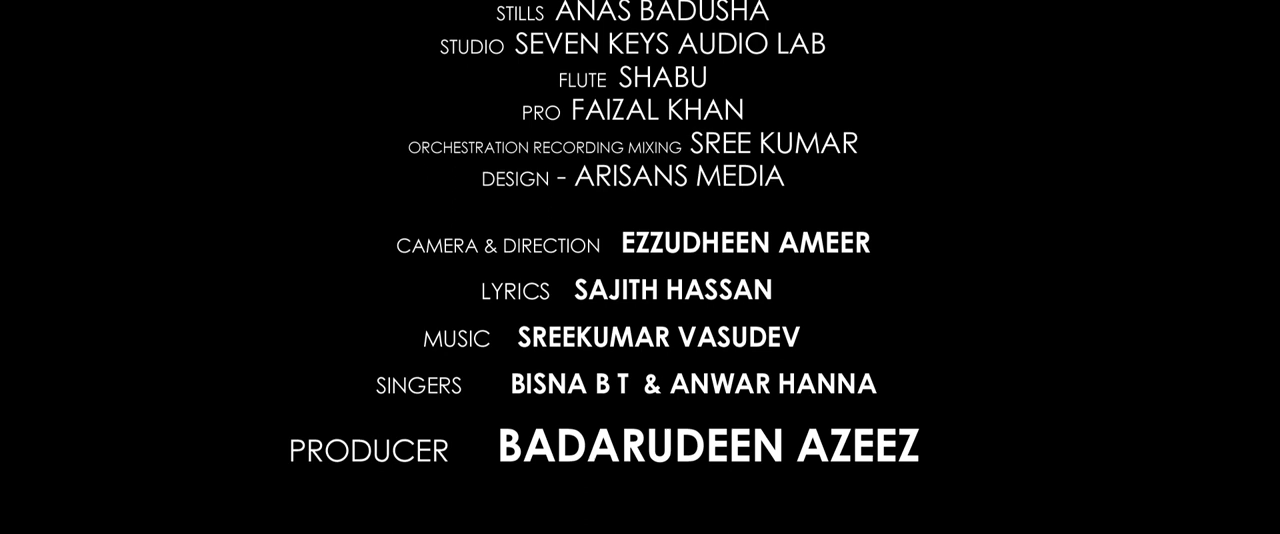 STILLS ANAS BADUSHA
STUDIO SEVEN KEYS AUDIO LAB
FLUTE SHABU
PRO FAIZAL KHAN
ORCHESTRATION RECORDING MIXING SREE KUMAR
DESIGN - ARISANS MEDIA
CAMERA & DIRECTION EZZUDHEEN AMEER
LYRICS SAJITH HASSAN
MUSIC SREEKUMAR VASUDEV
SINGERS BISNA B T & ANWAR HANNA
PRODUCER BADARUDEEN AZEEZ